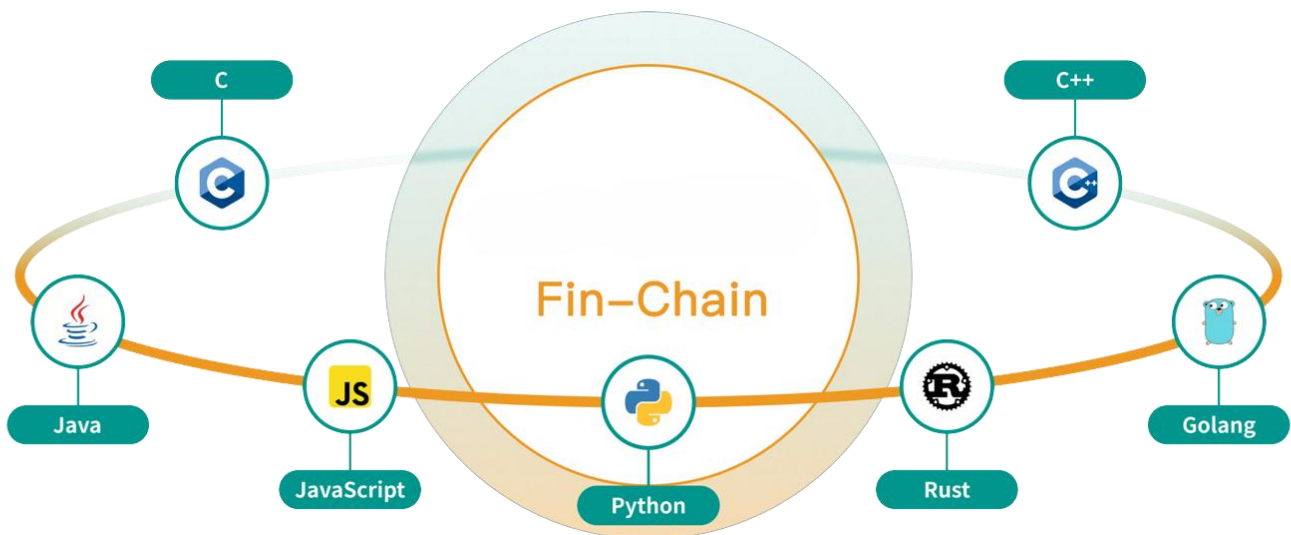 C
C++
Fin-Chain
JS
Java
Golang
JavaScript
Rust
Python